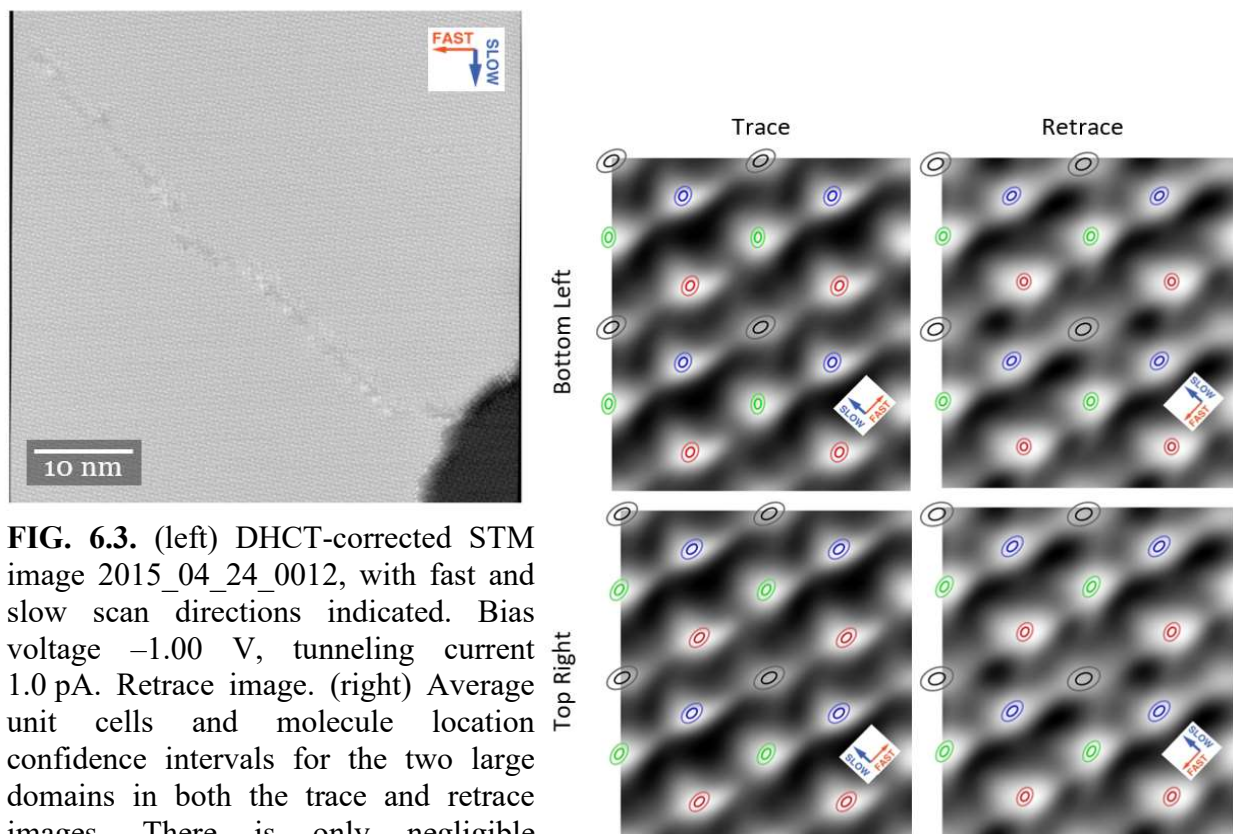 FAST
SLOW
10 nm
FIG. 6.3. (left) DHCT-corrected STM
image 2015_04_24_0012, with fast and
slow scan directions indicated. Bias
voltage –1.00 V, tunneling current
1.0 pA. Retrace image. (right) Average
unit cells and molecule location
confidence intervals for the two large
domains in both the trace and retrace
images. There is only negligible
Trace
Retrace
Bottom Left
SLOW
FAST
SLOW
FAST
Top Right
SLOW
FAST
SLOW
FAST